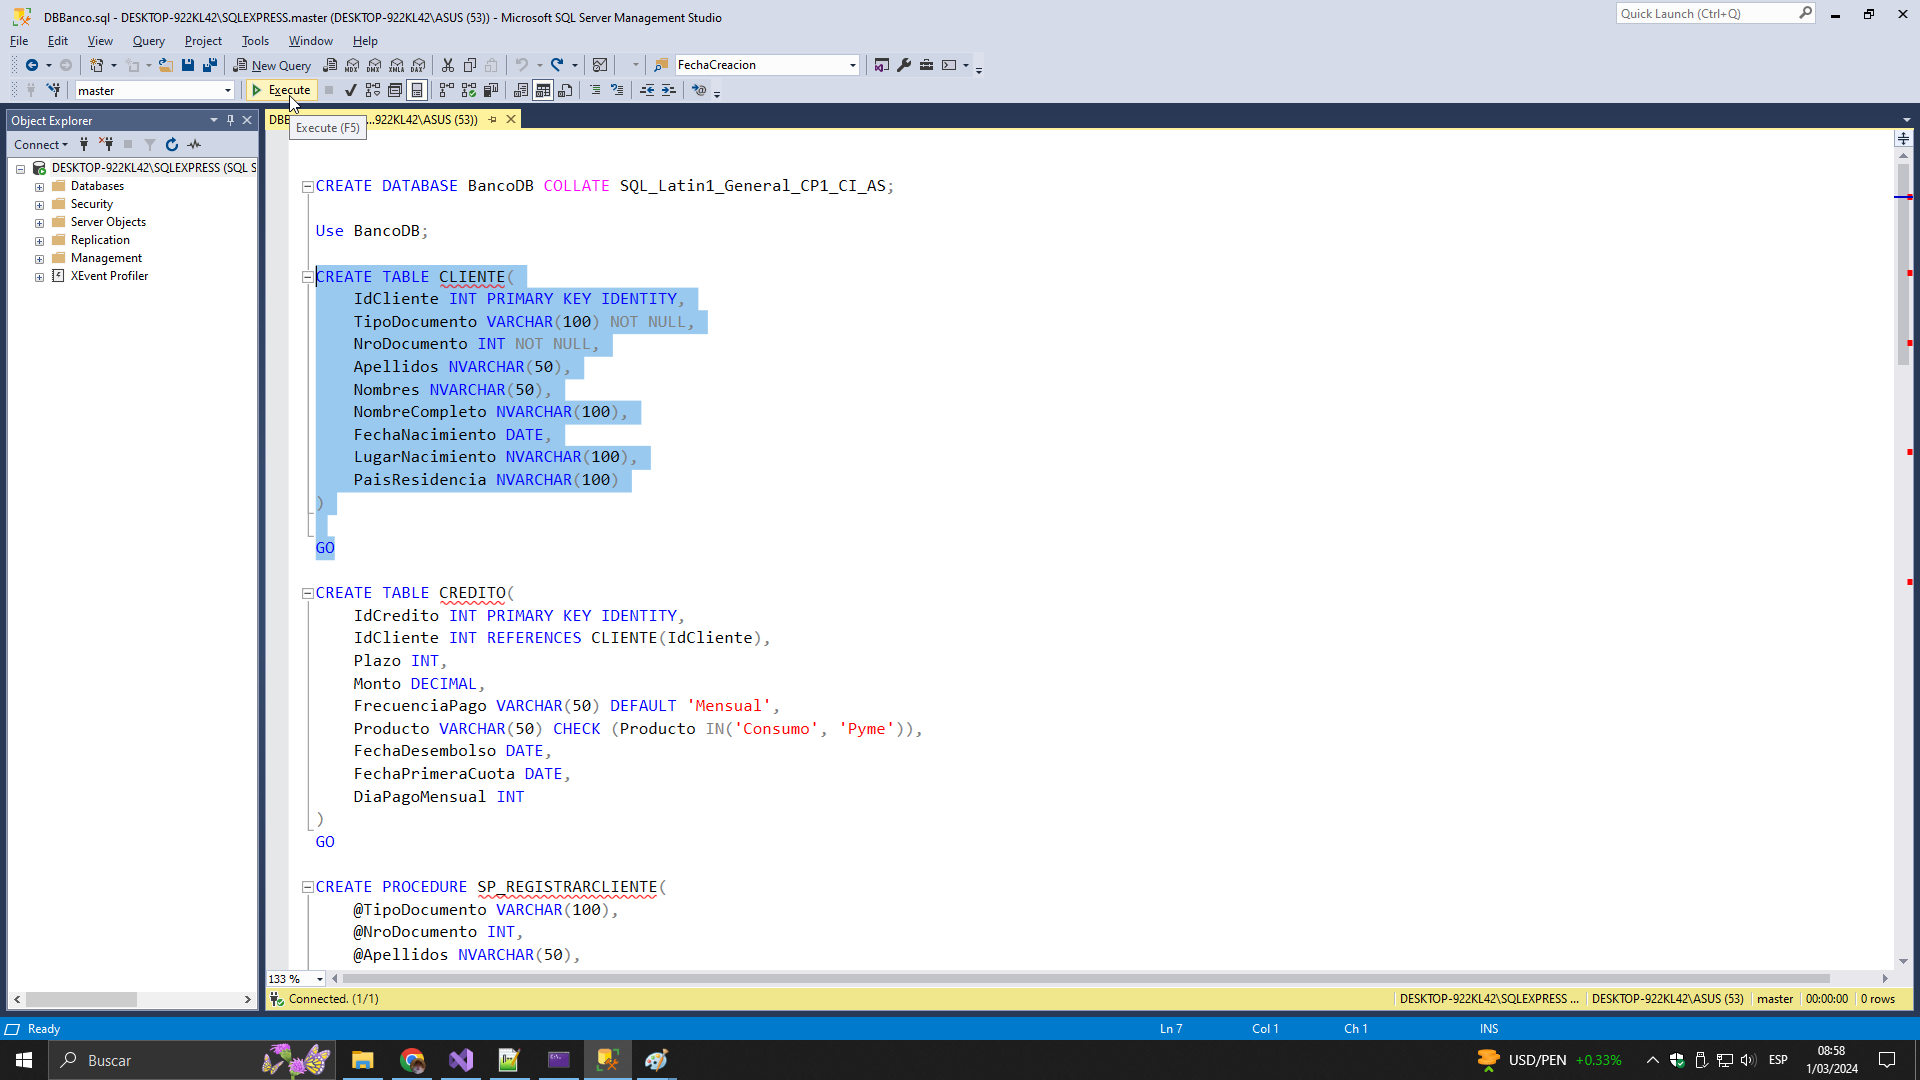 DBBanco.sql - DESKTOP-922KL42\SQLEXPRESS.master (DESKTOP-922KL42\ASUS (53)) - Microsoft SQL Server Management Studio
Quick Launch (Ctrl+Q)
File Edit View Query Project Tools Window Help
New Query MDX DMX XMLA DAX FechaCreacion
master Execute
Object Explorer
...922KL42\ASUS (53))
Execute (F5)
Connect
DESKTOP-922KL42\SQLEXPRESS (SQL S
Databases
Security
Server Objects
Replication
Management
XEvent Profiler
CREATE DATABASE BancoDB COLLATE SQL_Latin1_General_CP1_CI_AS;
Use BancoDB;
CREATE TABLE CLIENTE(
IdCliente INT PRIMARY KEY IDENTITY,
TipoDocumento VARCHAR(100) NOT NULL,
NroDocumento INT NOT NULL,
Apellidos NVARCHAR(50),
Nombres NVARCHAR(50),
NombreCompleto NVARCHAR(100),
FechaNacimiento DATE,
LugarNacimiento NVARCHAR(100),
PaisResidencia NVARCHAR(100)
)
GO
CREATE TABLE CREDITO(
IdCredito INT PRIMARY KEY IDENTITY,
IdCliente INT REFERENCES CLIENTE(IdCliente),
Plazo INT,
Monto DECIMAL,
FrecuenciaPago VARCHAR(50) DEFAULT 'Mensual',
Producto VARCHAR(50) CHECK (Producto IN('Consumo', 'Pyme')),
FechaDesembolso DATE,
FechaPrimeraCuota DATE,
DiaPagoMensual INT
)
GO
CREATE PROCEDURE SP_REGISTRARCLIENTE(
@TipoDocumento VARCHAR(100),
@NroDocumento INT,
@Apellidos NVARCHAR(50),
133 %
Connected. (1/1)
DESKTOP-922KL42\SQLEXPRESS ... DESKTOP-922KL42\ASUS (53) master 00:00:00 0 rows
Ready Ln 7 Col 1 Ch 1 INS
Buscar
USD/PEN +0.33%
ESP
08:58
1/03/2024